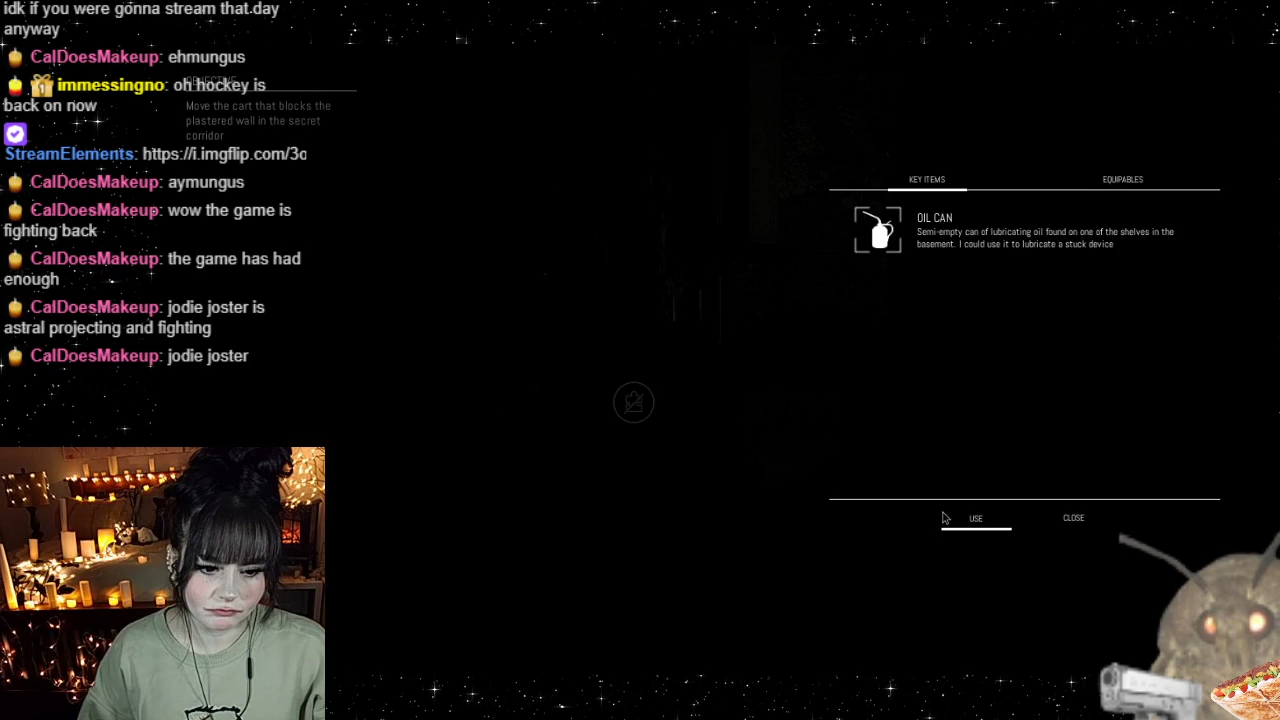 idk if you were gonna stream that day
anyway
CalDoesMakeup: ehmungus
immessingno: oh hockey is
back on now
StreamElements: https://i.imgflip.com/3
CalDoesMakeup: aymungus
CalDoesMakeup: wow the game is
fighting back
CalDoesMakeup: the game has had
enough
CalDoesMakeup: jodie joster is
astral projecting and fighting
CalDoesMakeup: jodie joster
OBJECTIVE
Move the cart that blocks the
plastered wall in the secret
corridor
KEY ITEMS
EQUIPABLES
OIL CAN
Semi-empty can of lubricating oil found on one of the shelves in the
basement. I could use it to lubricate a stuck device
USE
CLOSE